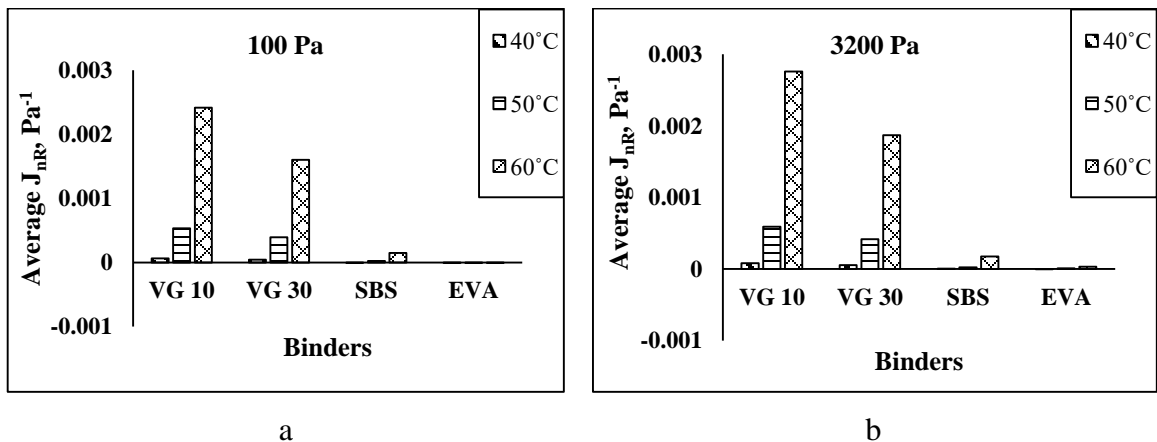 100 Pa
Average JnR, Pa-1
0.003
0.002
0.001
0
-0.001
VG 10 VG 30 SBS EVA
Binders
40˚C
50˚C
60˚C
a
3200 Pa
Average JnR, Pa-1
0.003
0.002
0.001
0
-0.001
VG 10 VG 30 SBS EVA
Binders
40˚C
50˚C
60˚C
b